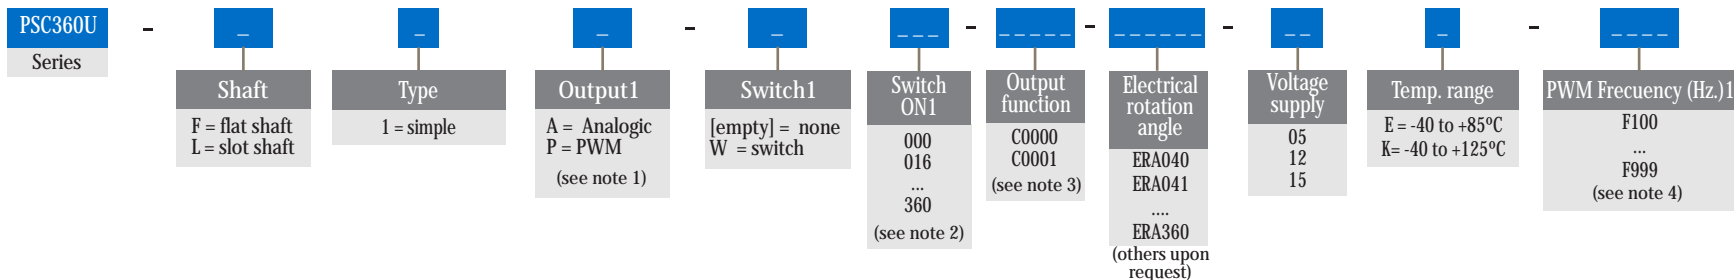 PSC360U - _ _ _ - _ _ _ _ - _ _ _ _ _ - _ _ _ _ _ _ - _ _ _ - _ _ _ _
Series
Shaft
F = flat shaft
L = slot shaft
Type
1 = simple
Output1
A = Analogic
P = PWM
(see note 1)
Switch1
[empty] = none
W = switch
Switch
ON1
000
016
...
360
(see note 2)
Output
function
C0000
C0001
(see note 3)
Electrical
rotation
angle
ERA040
ERA041
....
ERA360
(others upon
request)
Voltage
supply
05
12
15
Temp. range
E = -40 to +85ºC
K= -40 to +125ºC
PWM Frecuency (Hz.)1
F100
...
F999
(see note 4)